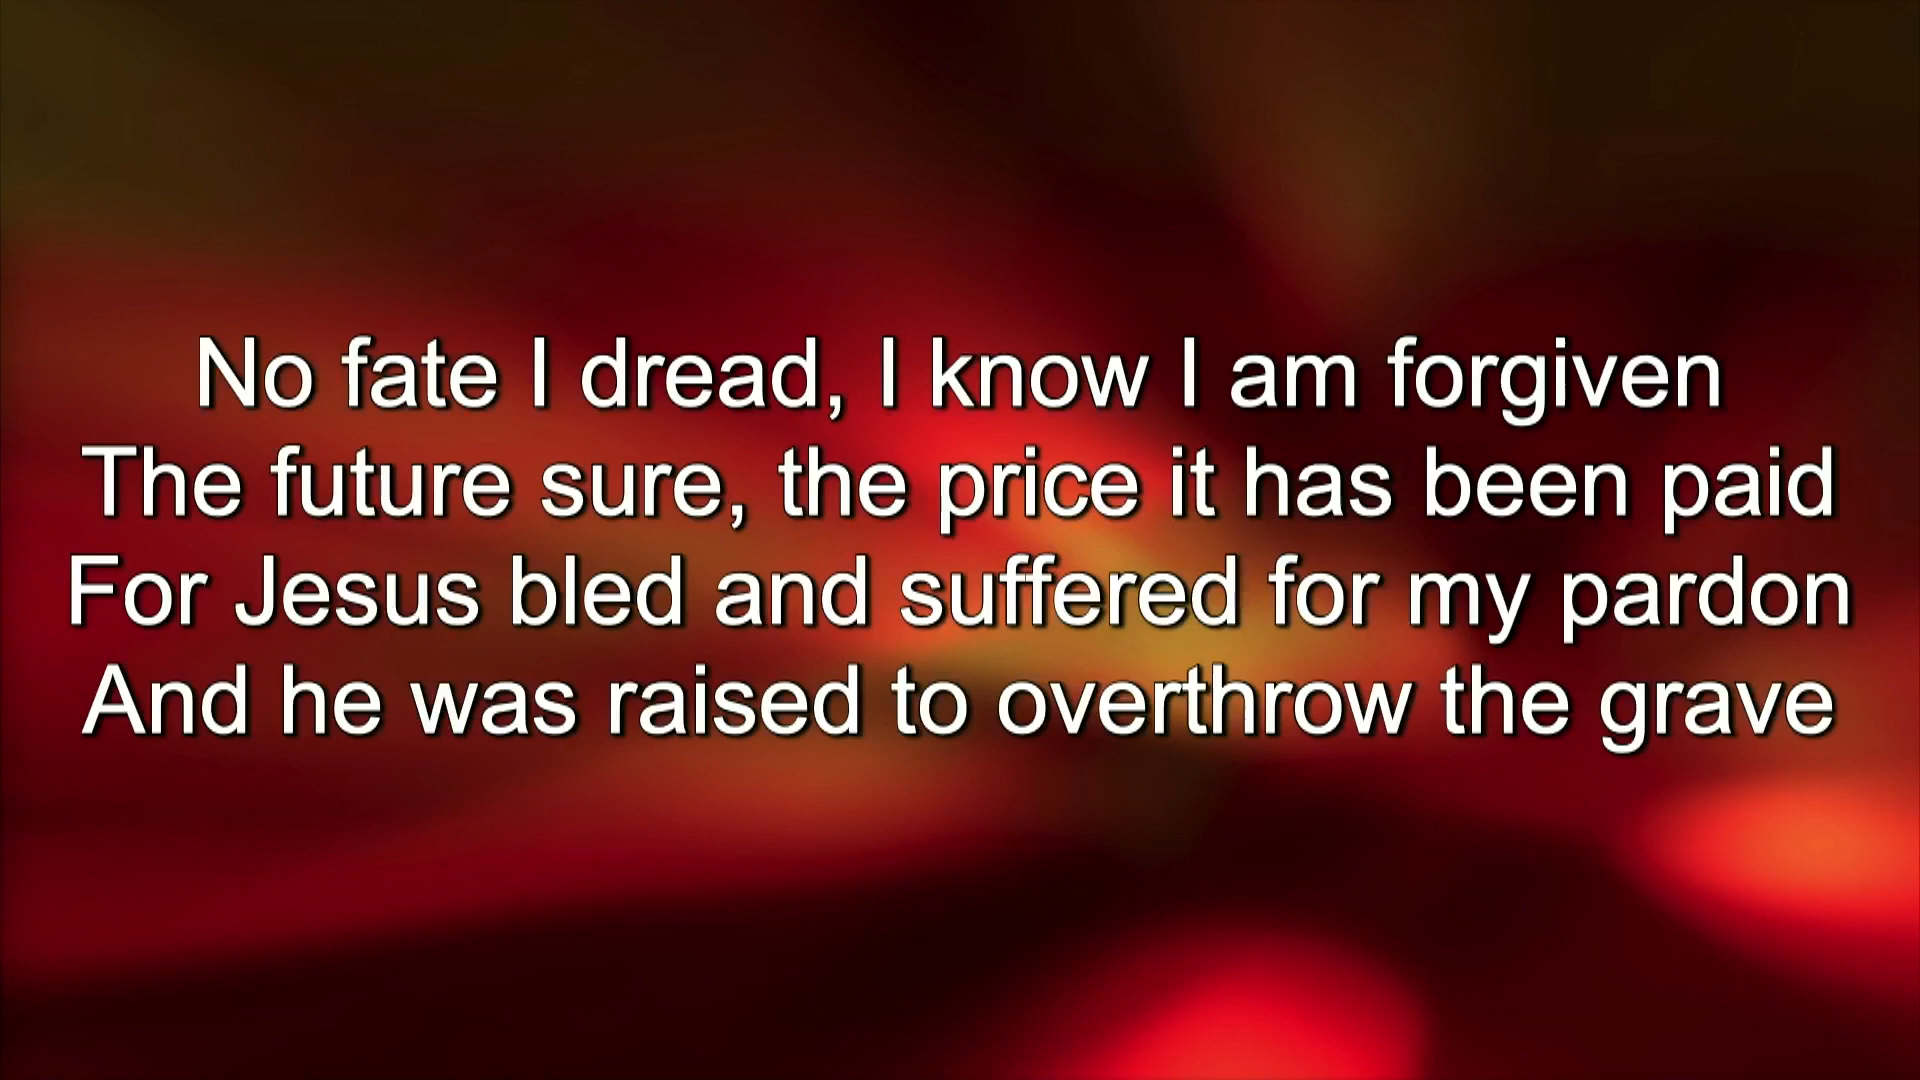 No fate I dread, I know I am forgiven
The future sure, the price it has been paid
For Jesus bled and suffered for my pardon
And he was raised to overthrow the grave